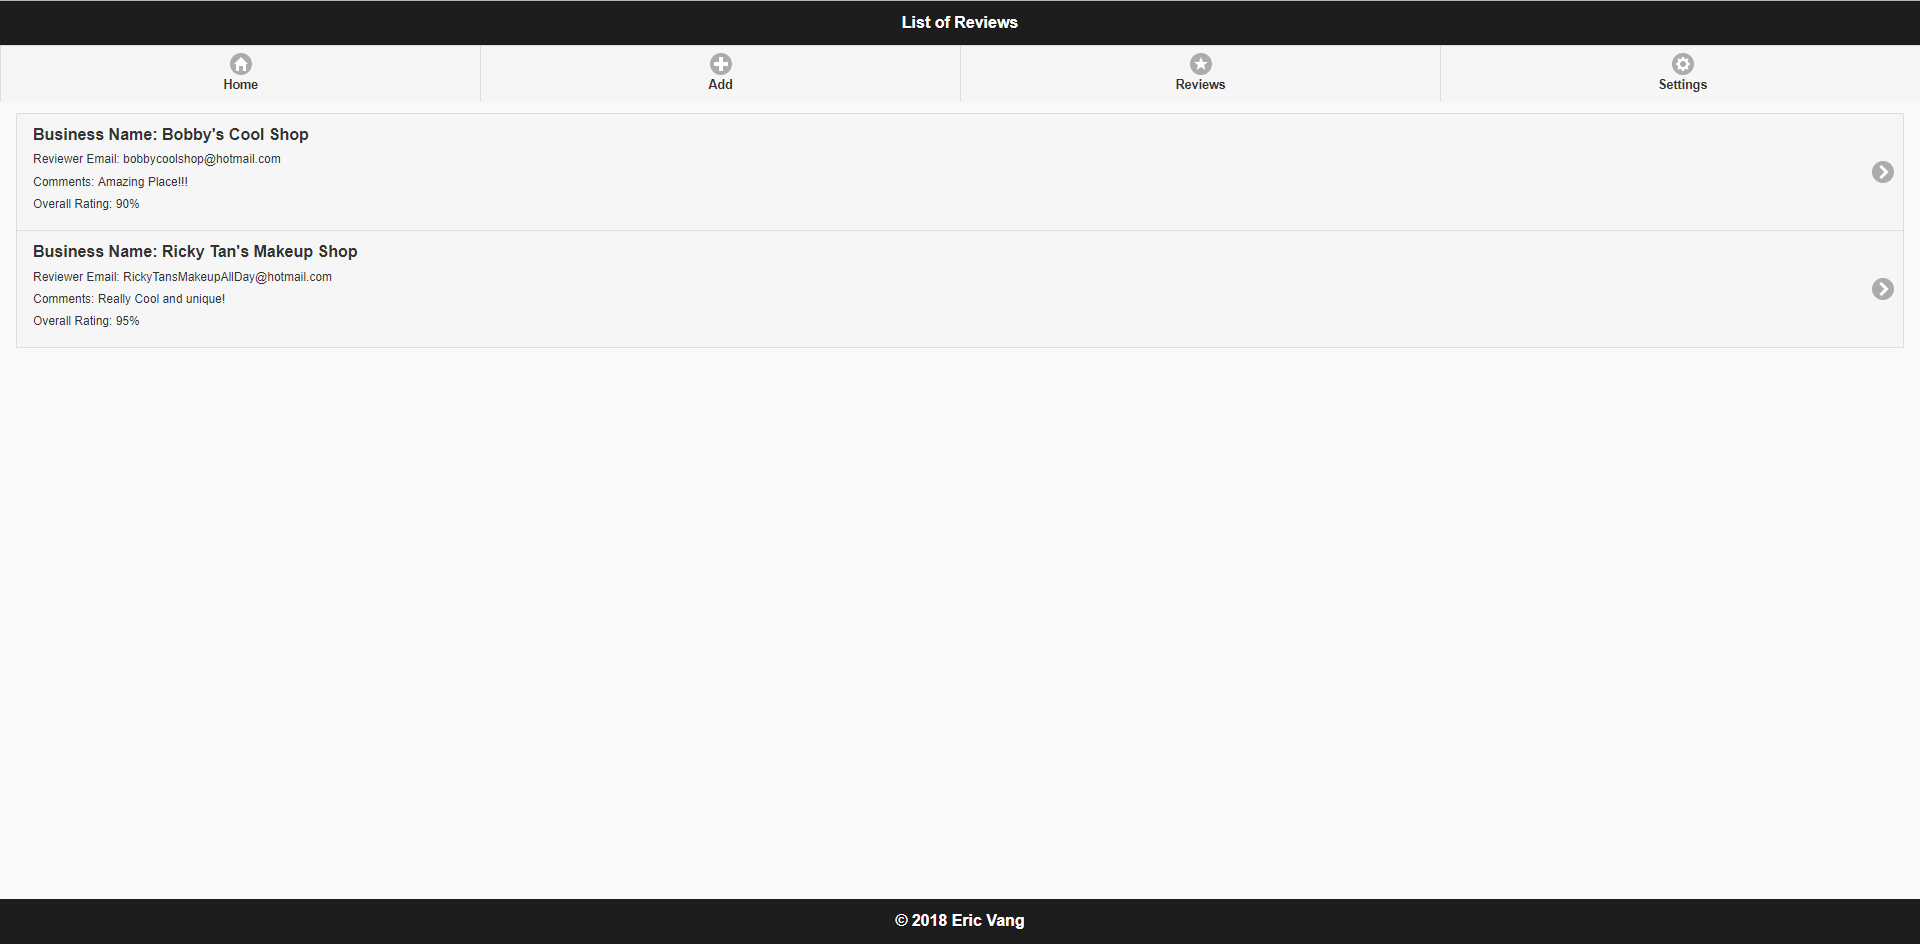 List of Reviews
Home
Add
Reviews
Settings
Business Name: Bobby's Cool Shop
Reviewer Email: bobbycoolshop@hotmail.com
Comments: Amazing Place!!!
Overall Rating: 90%
Business Name: Ricky Tan's Makeup Shop
Reviewer Email: RickyTansMakeupAllDay@hotmail.com
Comments: Really Cool and unique!
Overall Rating: 95%
© 2018 Eric Vang